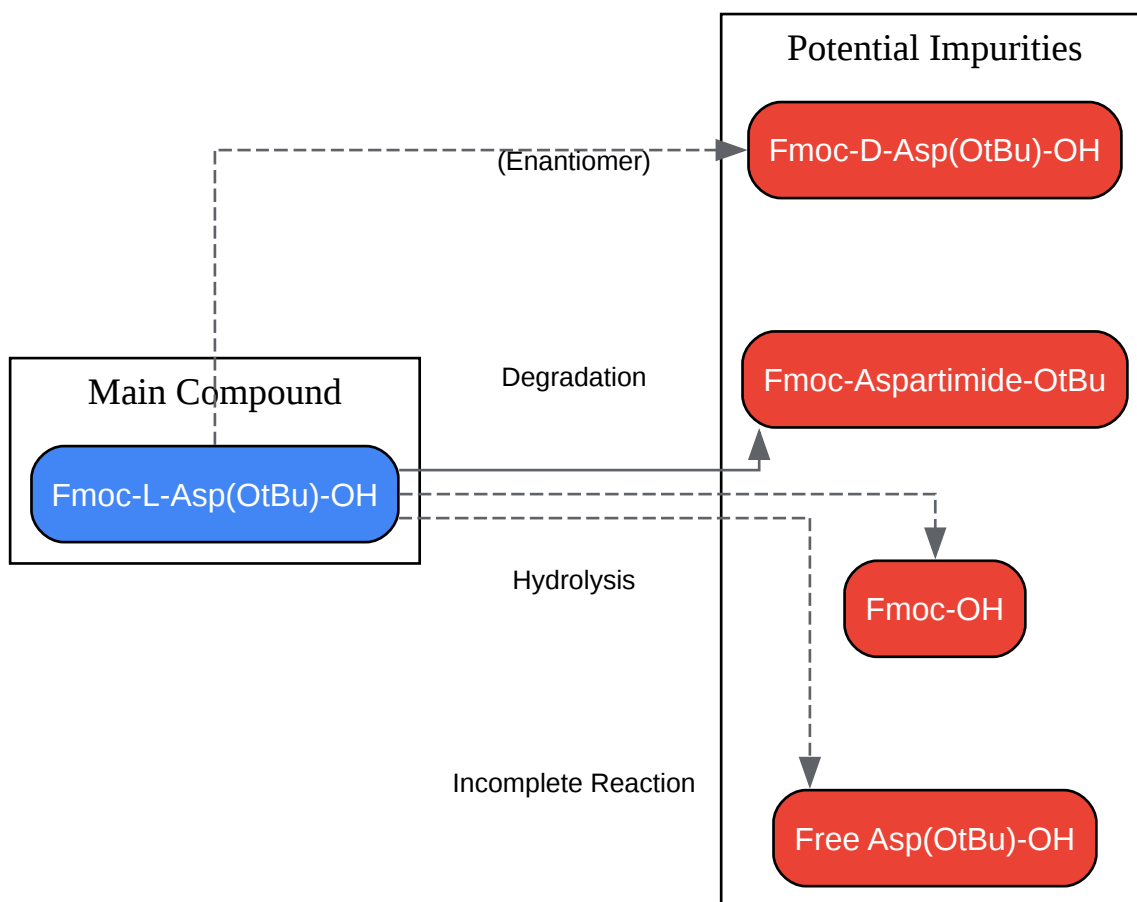 Potential Impurities
Fmoc-D-Asp(OtBu)-OH
(Enantiomer)
Degradation
Fmoc-Aspartimide-OtBu
Main Compound
Fmoc-L-Asp(OtBu)-OH
Hydrolysis
Fmoc-OH
Incomplete Reaction
Free Asp(OtBu)-OH